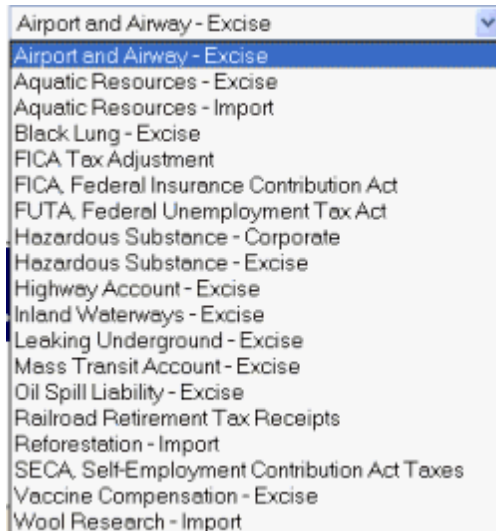 Airport and Airway - Excise
Airport and Airway - Excise
Aquatic Resources - Excise
Aquatic Resources - Import
Black Lung - Excise
FICA Tax Adjustment
FICA, Federal Insurance Contribution Act
FUTA, Federal Unemployment Tax Act
Hazardous Substance - Corporate
Hazardous Substance - Excise
Highway Account - Excise
Inland Waterways - Excise
Leaking Underground - Excise
Mass Transit Account - Excise
Oil Spill Liability - Excise
Railroad Retirement Tax Receipts
Reforestation - Import
SECA, Self-Employment Contribution Act Taxes
Vaccine Compensation - Excise
Wool Research - Import